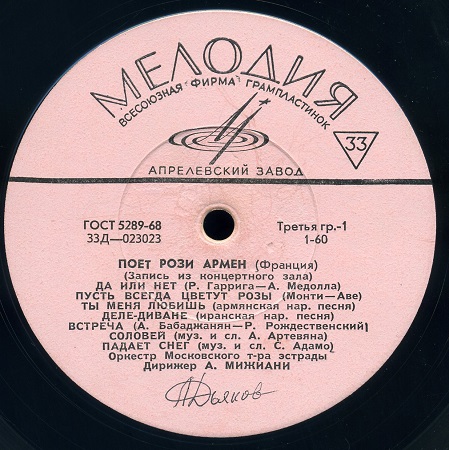 МЕЛОДИЯ
ВСЕСОЮЗНАЯ ФИРМА ГРАМПЛАСТИНОК
33
АПРЕЛЕВСКИЙ ЗАВОД
ГОСТ 5289-68
Третья гр.-1
33Д—023023
1-60
ПОЕТ РОЗИ АРМЕН (Франция)
(Запись из концертного зала)
ДА ИЛИ НЕТ (Р. Гаррига—А. Медолла)
ПУСТЬ ВСЕГДА ЦВЕТУТ РОЗЫ (Монти—Аве)
ТЫ МЕНЯ ЛЮБИШЬ (армянская нар. песня)
ДЕЛЕ-ДИВАНЕ (иранская нар. песня)
ВСТРЕЧА (А. Бабаджанян—Р. Рождественский)
СОЛОВЕЙ (муз. и сл. А. Артевяна)
ПАДАЕТ СНЕГ (муз. и сл. С. Адамо)
Оркестр Московского т-ра эстрады
Дирижер А. МИЖИАНИ
А Дьяков